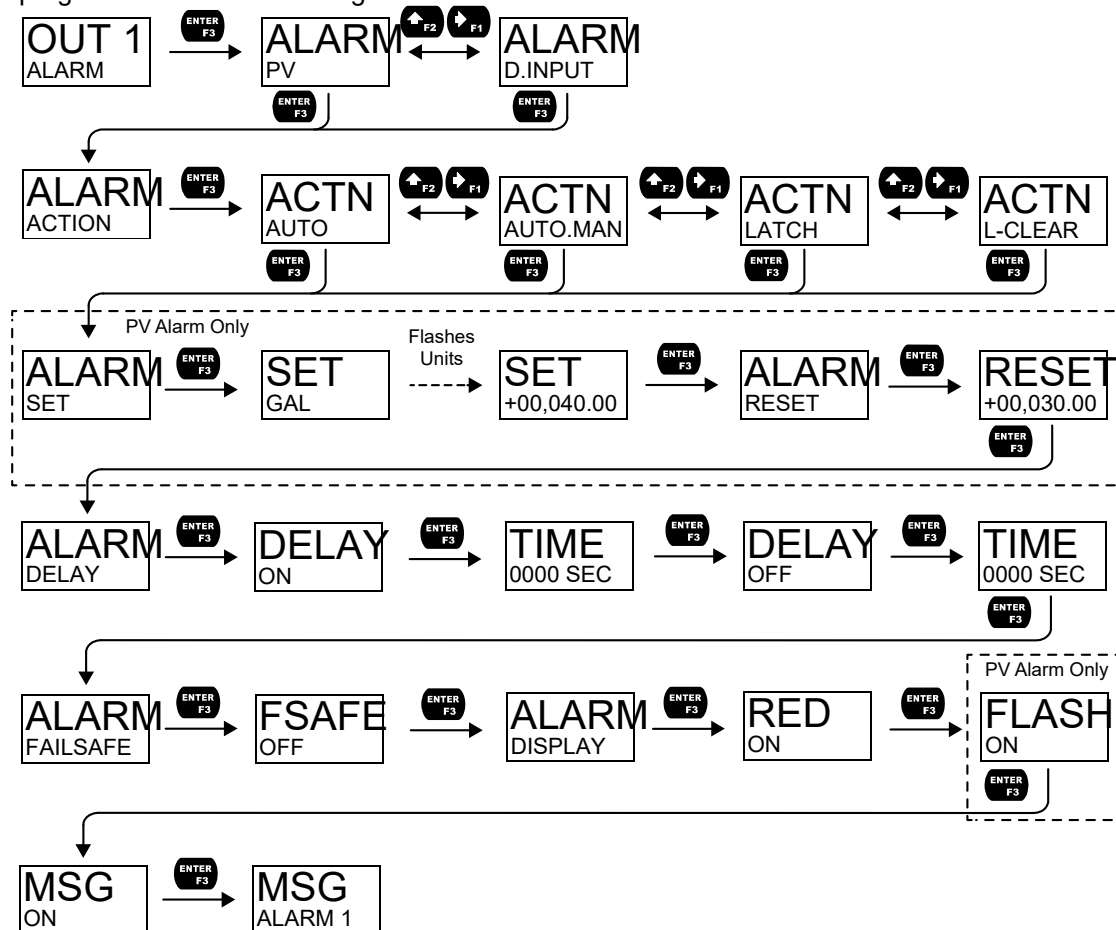 OUT 1
ALARM
ENTER
F3
ALARM
PV
F2
F1
ALARM
D.INPUT
ENTER
F3
ENTER
F3
ALARM
ACTION
ENTER
F3
ACTN
AUTO
F2
F1
ACTN
AUTO.MAN
F2
F1
ACTN
LATCH
F2
F1
ACTN
L-CLEAR
ENTER
F3
ENTER
F3
ENTER
F3
ENTER
F3
PV Alarm Only
ALARM
SET
ENTER
F3
SET
GAL
Flashes
Units
SET
+00,040.00
ENTER
F3
ALARM
RESET
ENTER
F3
RESET
+00,030.00
ENTER
F3
ALARM
DELAY
ENTER
F3
DELAY
ON
ENTER
F3
TIME
0000 SEC
ENTER
F3
DELAY
OFF
ENTER
F3
TIME
0000 SEC
ENTER
F3
ALARM
FAILSAFE
ENTER
F3
FSAFE
OFF
ENTER
F3
ALARM
DISPLAY
ENTER
F3
RED
ON
ENTER
F3
PV Alarm Only
FLASH
ON
ENTER
F3
MSG
ON
ENTER
F3
MSG
ALARM 1